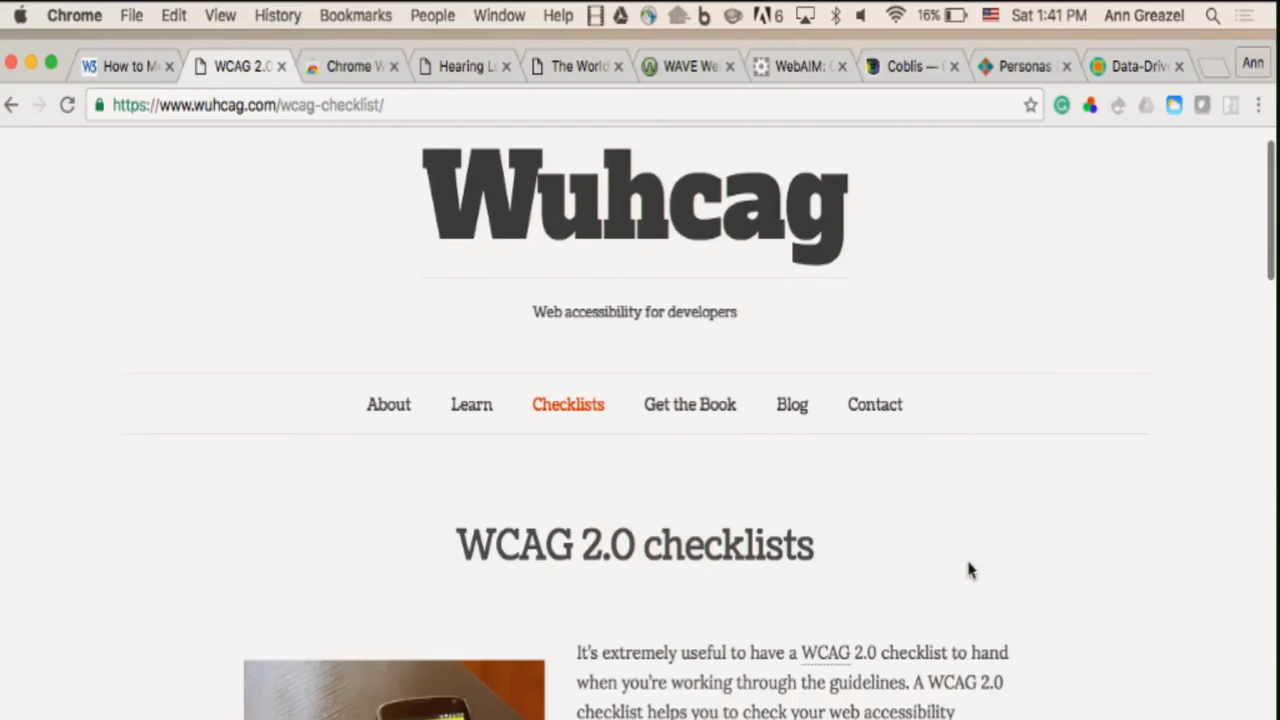 Chrome File Edit View History Bookmarks People Window Help 6 16% Sat 1:41 PM Ann Greazel
How to M WCAG 2.0 Chrome W Hearing L The World WAVE We WebAIM: Coblis — Personas Data-Driv Ann
https://www.wuhcag.com/wcag-checklist/
Wuhcag
Web accessibility for developers
About Learn Checklists Get the Book Blog Contact
WCAG 2.0 checklists
It's extremely useful to have a WCAG 2.0 checklist to hand
when you're working through the guidelines. A WCAG 2.0
checklist helps you to check your web accessibility